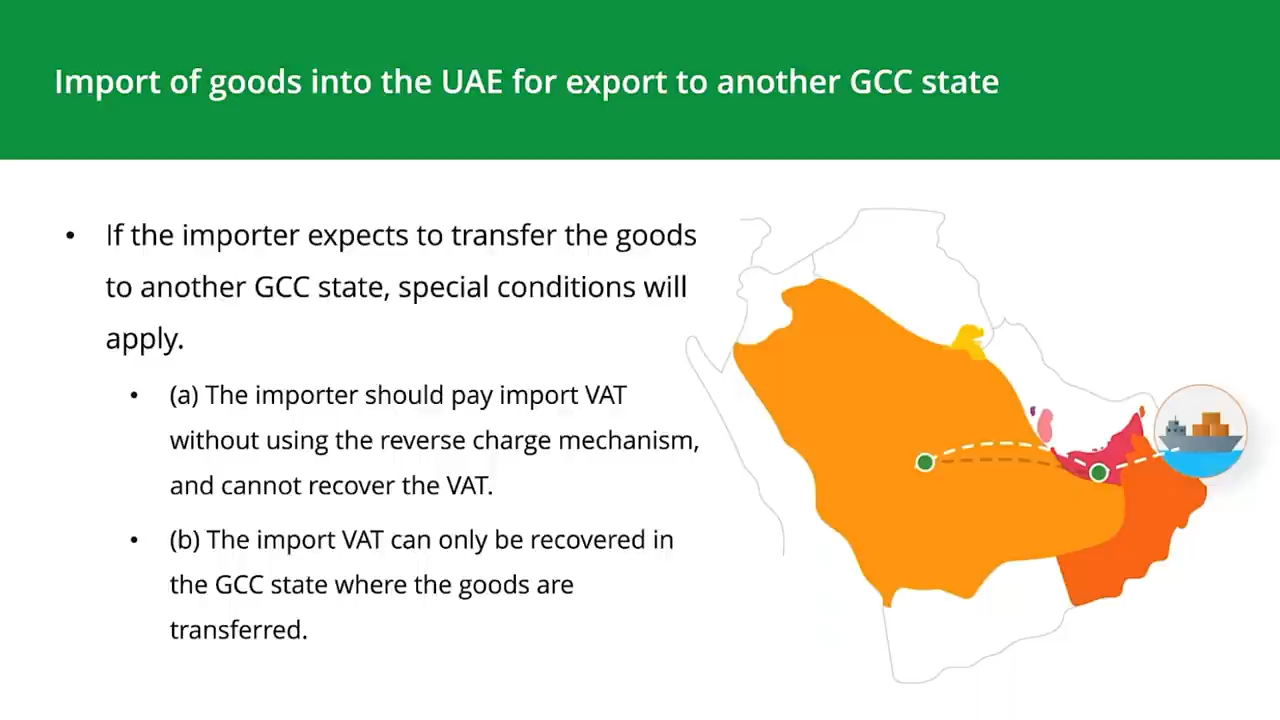 Import of goods into the UAE for export to another GCC state
• If the importer expects to transfer the goods
to another GCC state, special conditions will
apply.
• (a) The importer should pay import VAT
without using the reverse charge mechanism,
and cannot recover the VAT.
• (b) The import VAT can only be recovered in
the GCC state where the goods are
transferred.